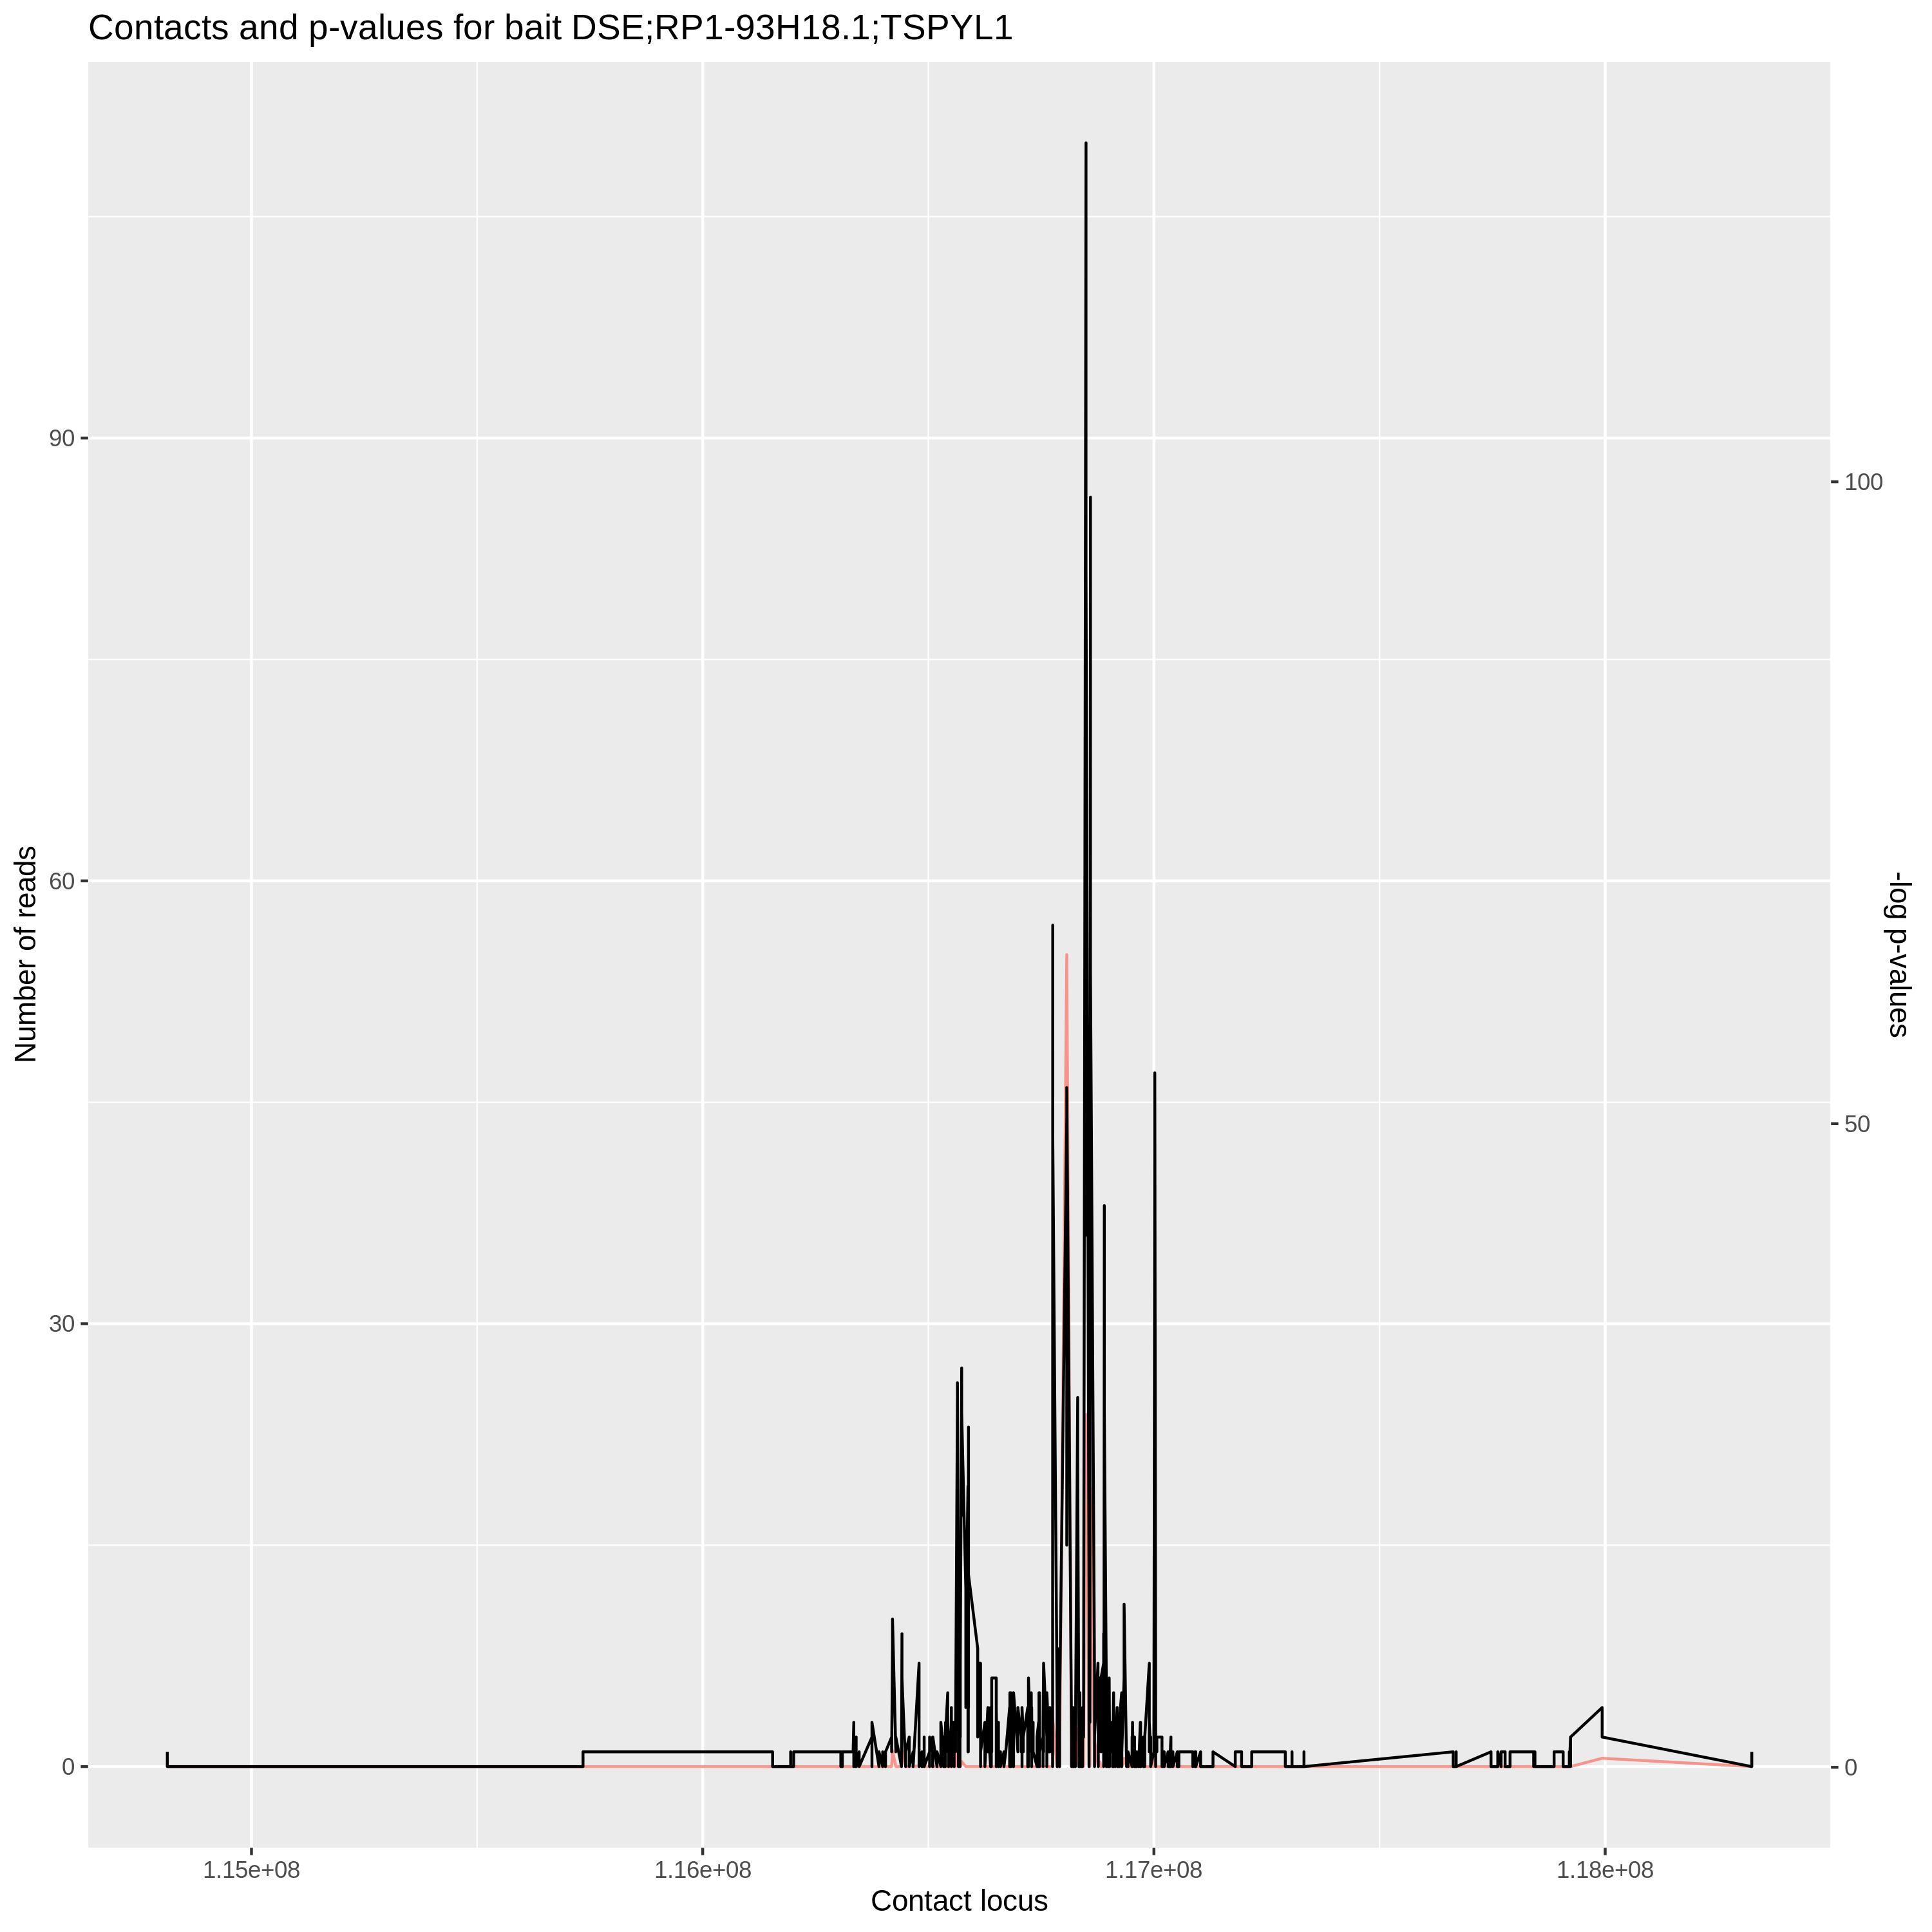 Contacts and p-values for bait DSE;RP1-93H18.1;TSPYL1
90
60
30
0
Number of reads
100
50
0
-log p-values
1.15e+08
1.16e+08
1.17e+08
1.18e+08
Contact locus